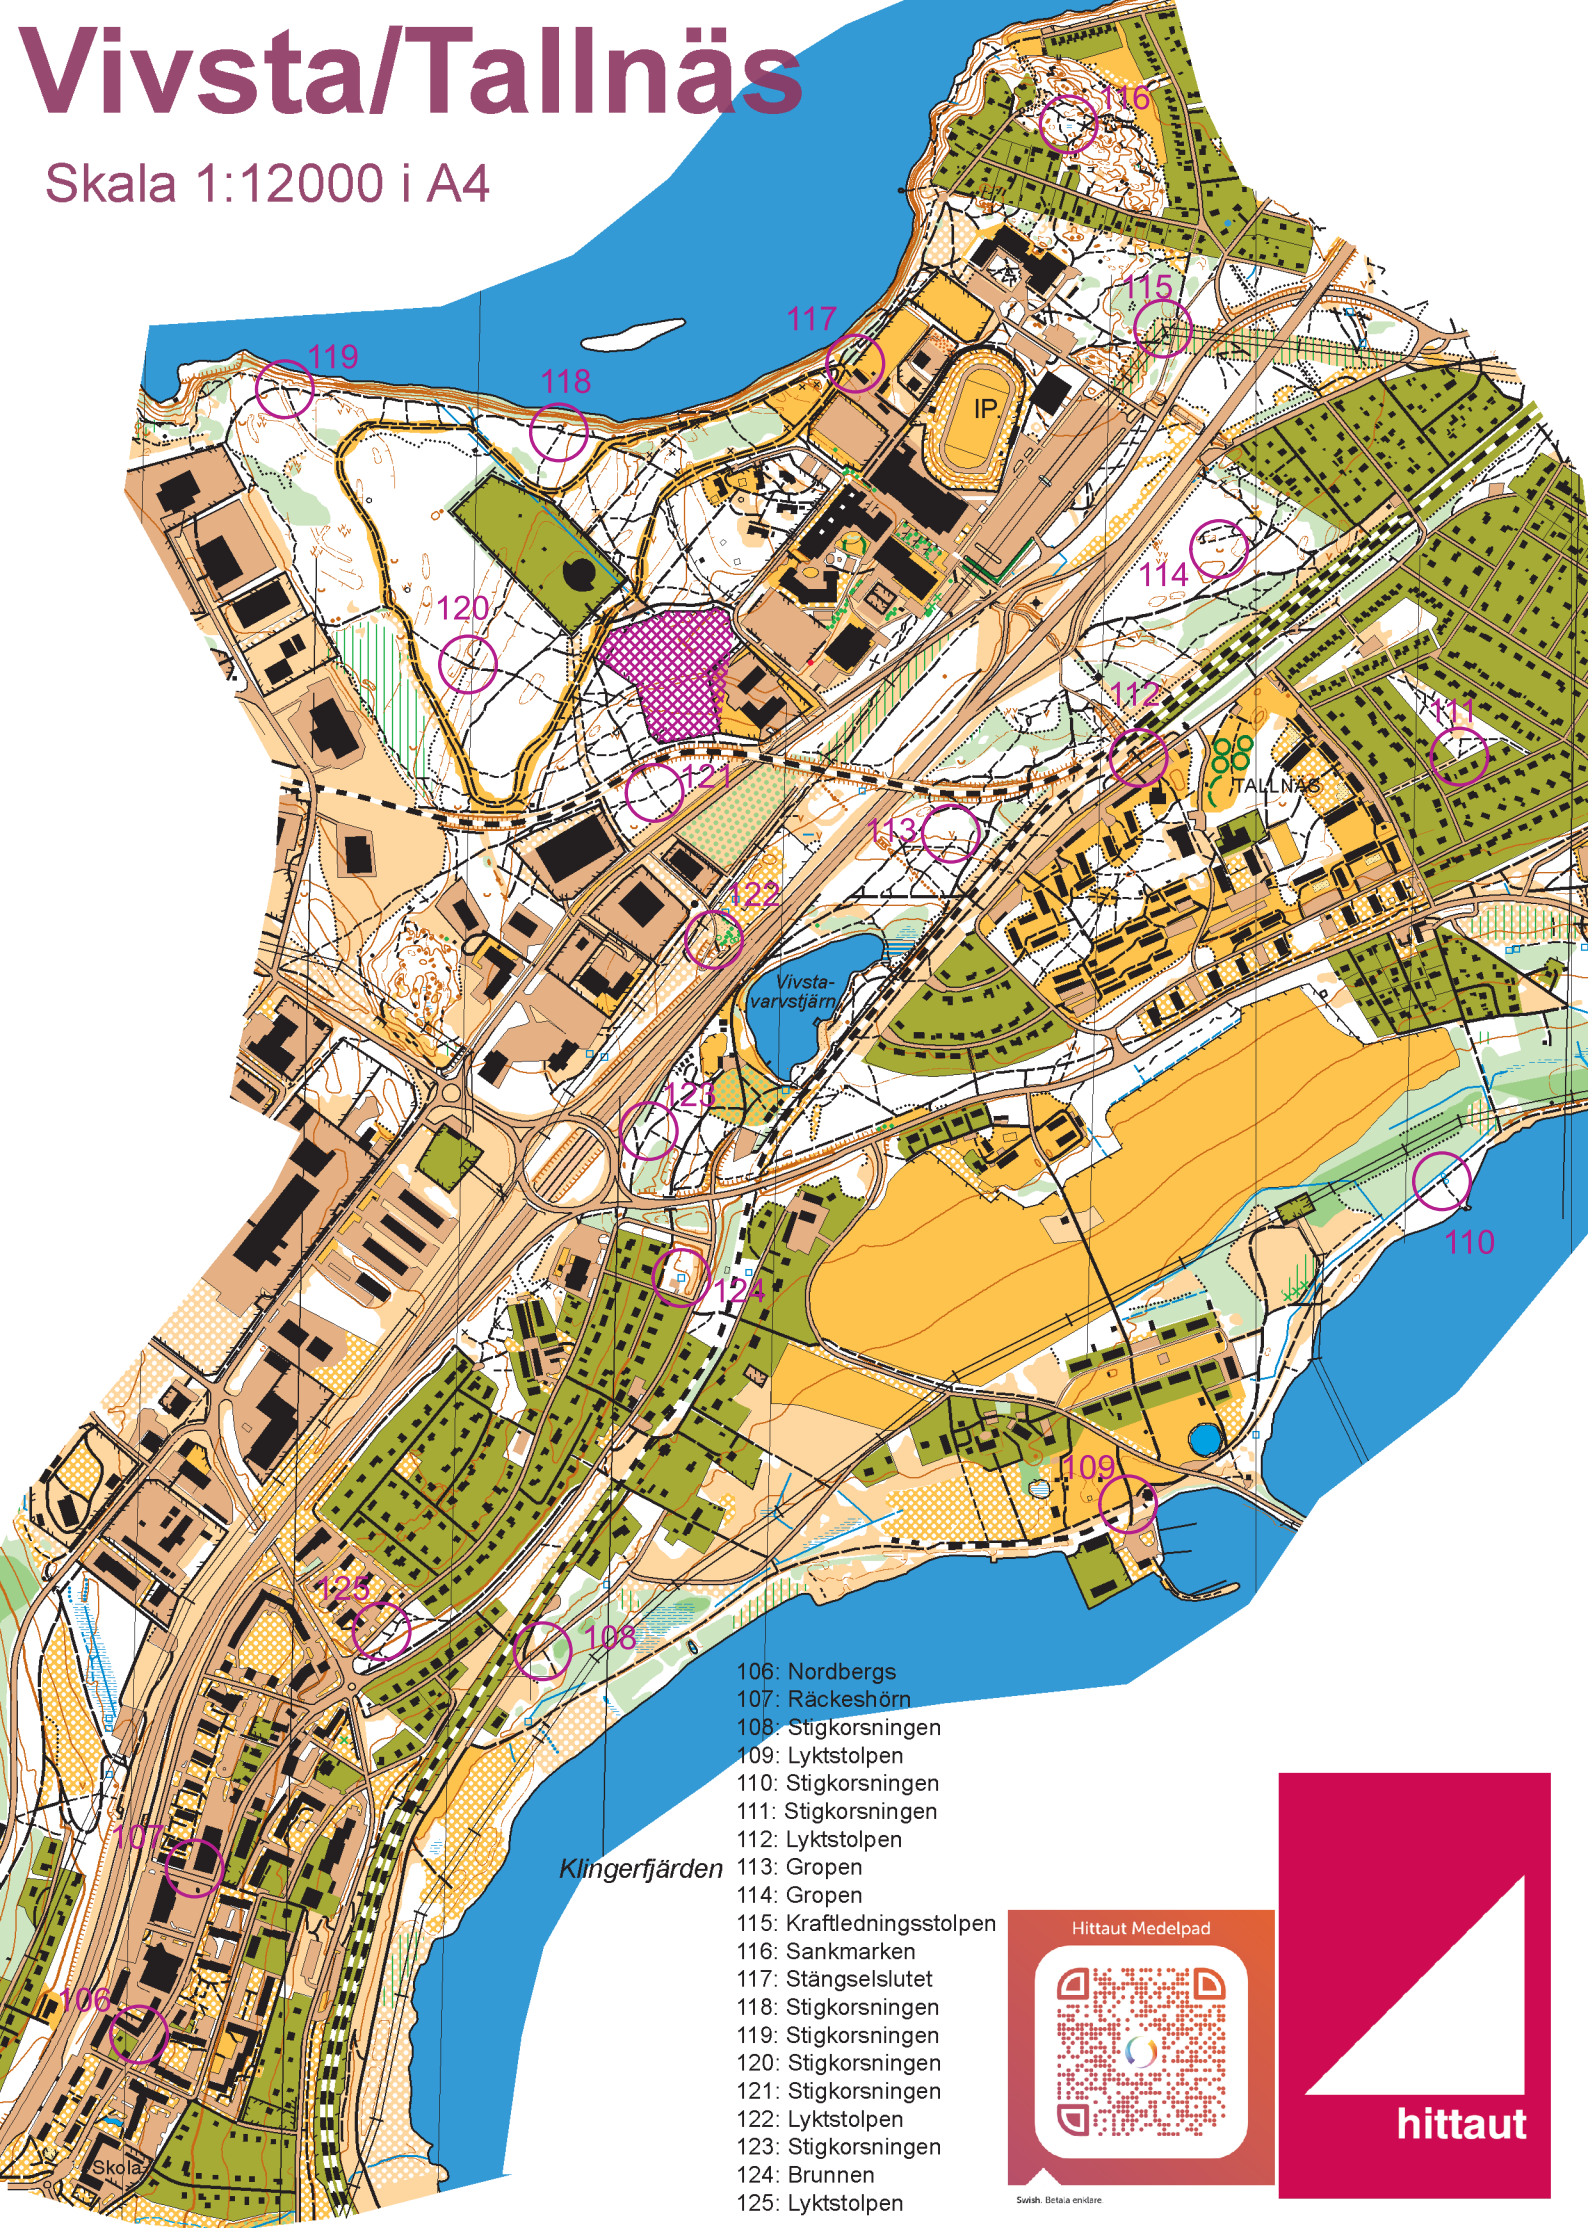 Vivsta/Tallnäs
Skala 1:12000 i A4
116
115
117
119
118
IP.
114
120
112
111
121
TALLNÄS
113
122
Vivsta-
varvstjärn
123
110
124
109
125
108
107
106
Skola
Klingerfjärden
106: Nordbergs
107: Räckeshörn
108: Stigkorsningen
109: Lyktstolpen
110: Stigkorsningen
111: Stigkorsningen
112: Lyktstolpen
113: Gropen
114: Gropen
115: Kraftledningsstolpen
116: Sankmarken
117: Stängselslutet
118: Stigkorsningen
119: Stigkorsningen
120: Stigkorsningen
121: Stigkorsningen
122: Lyktstolpen
123: Stigkorsningen
124: Brunnen
125: Lyktstolpen
Hittaut Medelpad
Swish. Betala enklare.
hittaut